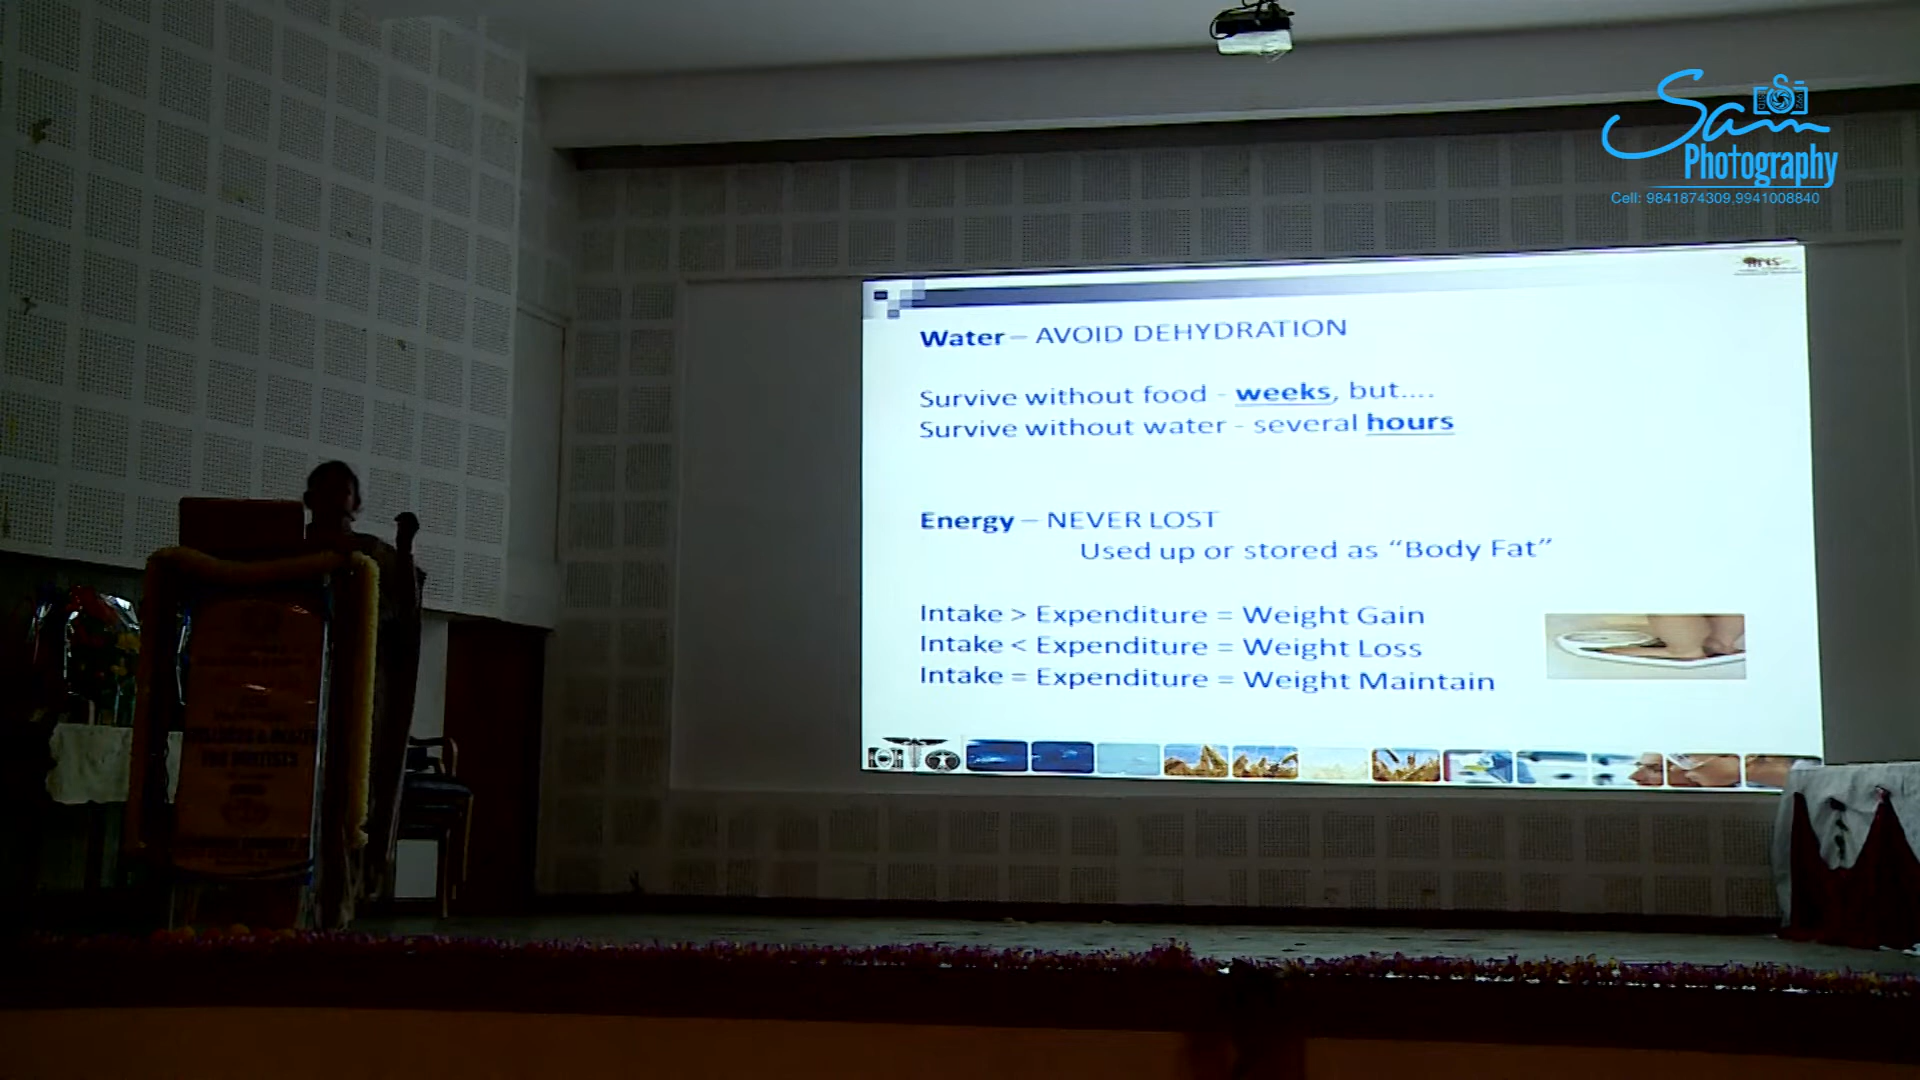 Sam
Photography
Cell: 9841874309,9941008840
Water – AVOID DEHYDRATION
Survive without food - weeks, but....
Survive without water - several hours
Energy – NEVER LOST
Used up or stored as “Body Fat”
Intake > Expenditure = Weight Gain
Intake < Expenditure = Weight Loss
Intake = Expenditure = Weight Maintain
FOR DENTISTS